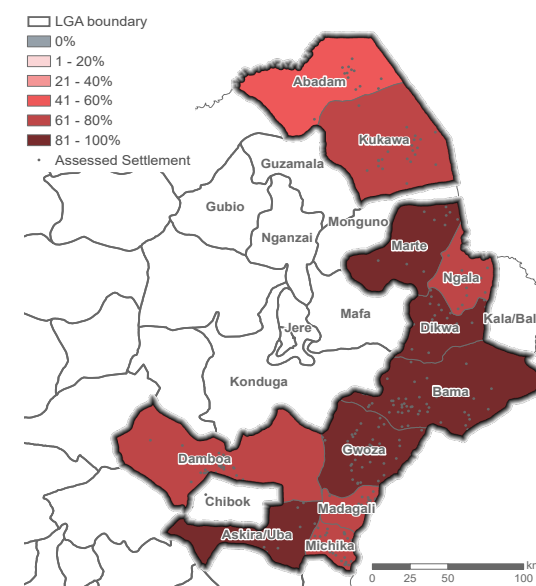 LGA boundary
0%
1 - 20%
21 - 40%
41 - 60%
61 - 80%
81 - 100%
Assessed Settlement
Abadam
Kukawa
Guzamala
Gubio
Monguno
Nganzai
Marte
Ngala
Mafa
Kala/Bal
Jere
Dikwa
Konduga
Bama
Gwoza
Damboa
Chibok
Madagali
Askira/Uba
Michika
km
0 25 50 100